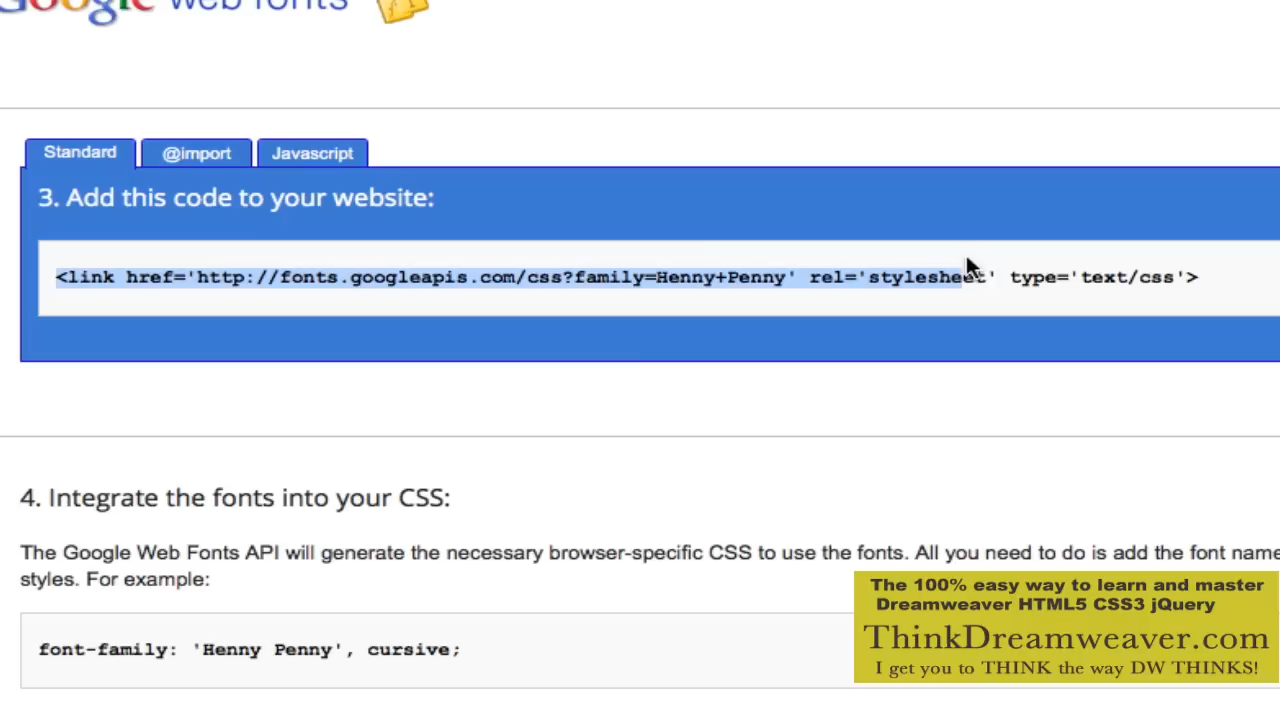 Google web fonts
Standard
@import
Javascript
3. Add this code to your website:
<link href='http://fonts.googleapis.com/css?family=Henny+Penny' rel='stylesheet' type='text/css'>
4. Integrate the fonts into your CSS:
The Google Web Fonts API will generate the necessary browser-specific CSS to use the fonts. All you need to do is add the font name
styles. For example:
font-family: 'Henny Penny', cursive;
The 100% easy way to learn and master
Dreamweaver HTML5 CSS3 jQuery
ThinkDreamweaver.com
I get you to THINK the way DW THINKS!